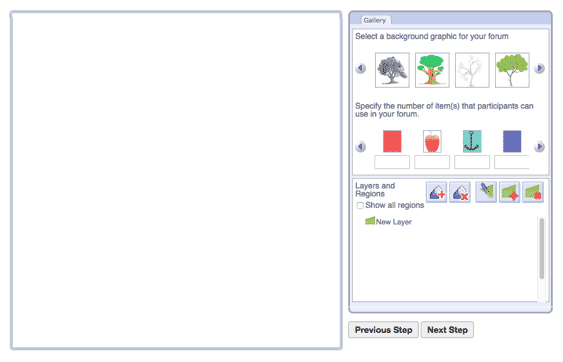 Gallery
Select a background graphic for your forum
Specify the number of item(s) that participants can
use in your forum.
Layers and
Regions
Show all regions
New Layer
Previous Step
Next Step